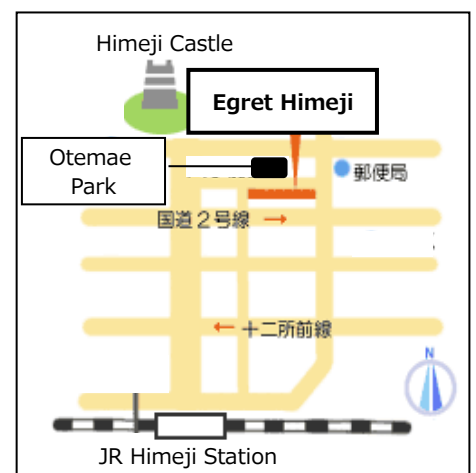 Himeji Castle
Egret Himeji
Otemae
Park
郵便局
国道２号線 →
← 十二所前線
N
JR Himeji Station